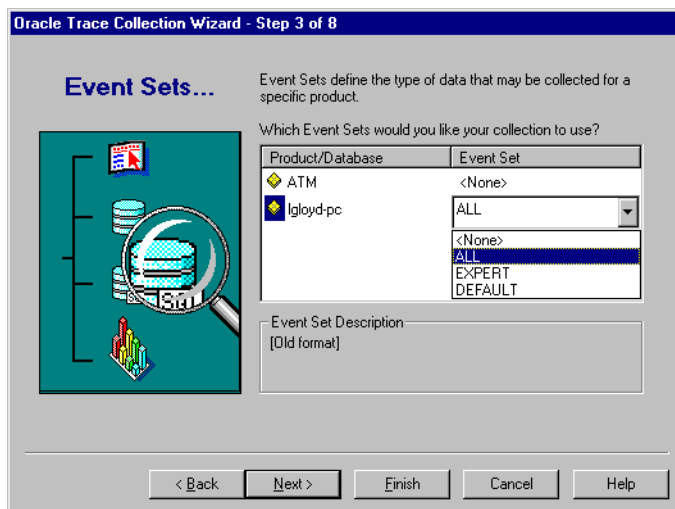 Oracle Trace Collection Wizard - Step 3 of 8
Event Sets...
Event Sets define the type of data that may be collected for a
specific product.
Which Event Sets would you like your collection to use?
Product/Database Event Set
ATM <None>
lgloyd-pc ALL
<None>
ALL
EXPERT
DEFAULT
SQL
Event Set Description
[Old format]
< Back Next > Finish Cancel Help